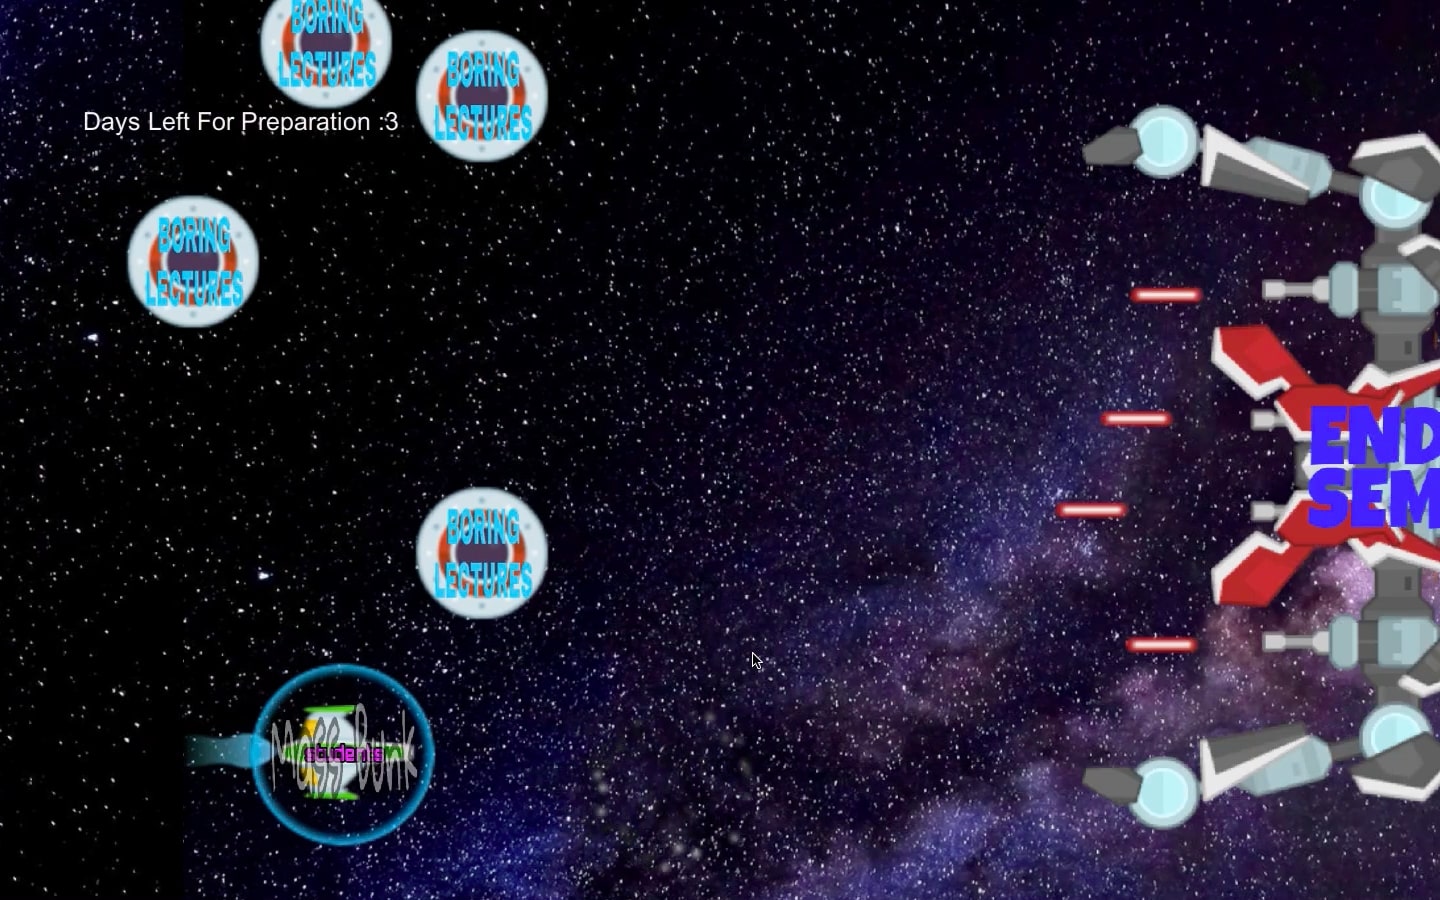 BORING
LECTURES
BORING
LECTURES
Days Left For Preparation :3
BORING
LECTURES
END
SEM
BORING
LECTURES
Mass Bunk
students